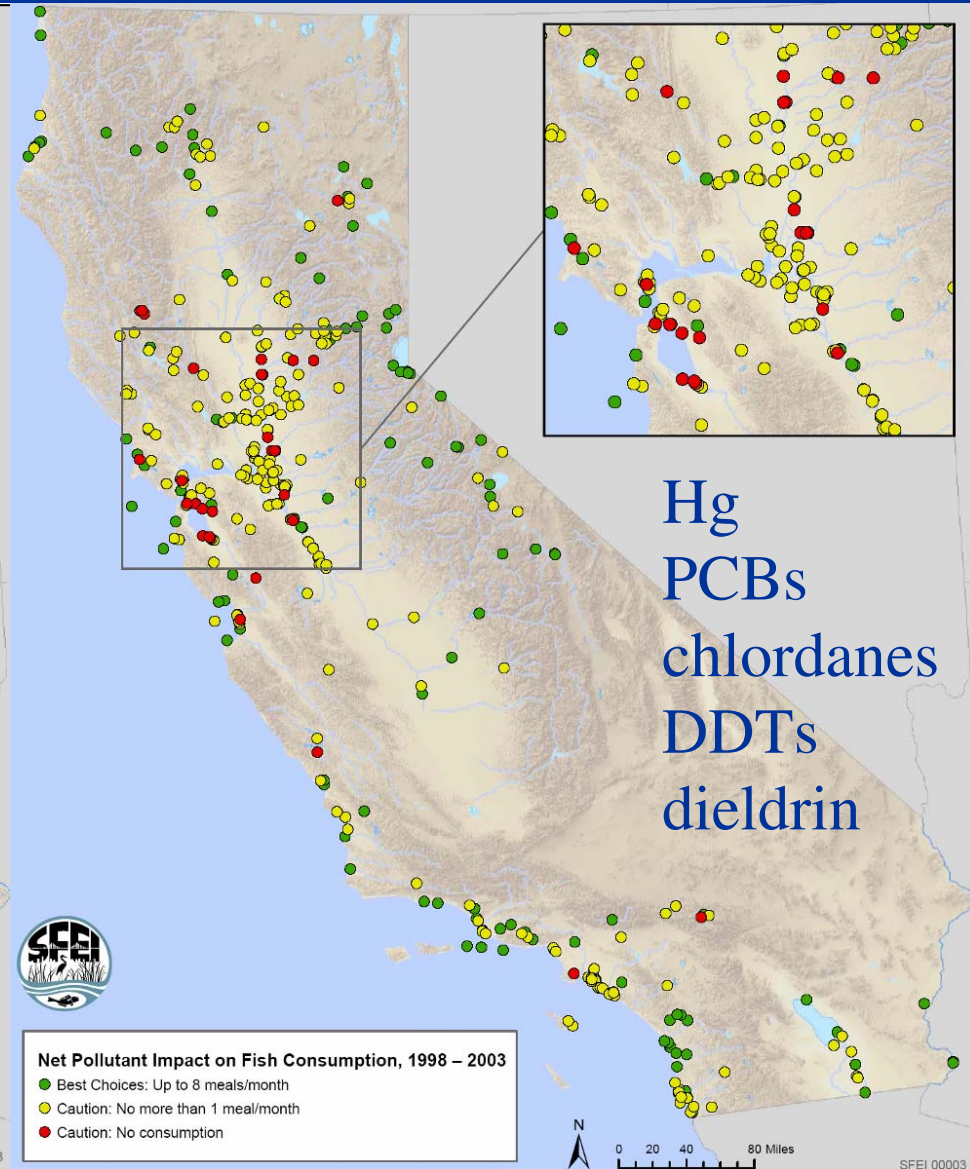 Hg
PCBs
chlordanes
DDTs
dieldrin
SFEI
Net Pollutant Impact on Fish Consumption, 1998 – 2003
Best Choices: Up to 8 meals/month
Caution: No more than 1 meal/month
Caution: No consumption
N
0 20 40 80 Miles
SFEI 00003